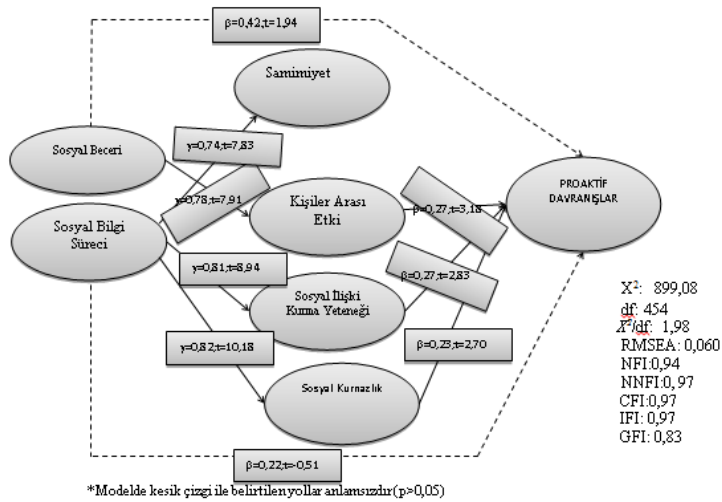 β=0,42;t=1,94
Samimiyet
γ=0,74;t=7,83
Sosyal Beceri
γ=0,78;t=7,91
Kişiler Arası
Etki
β=0,27;t=3,18
PROAKTİF
DAVRANIŞLAR
Sosyal Bilgi
Süreci
γ=0,81;t=8,94
Sosyal İlişki
Kurma Yeteneği
β=0,27;t=2,83
γ=0,82;t=10,18
Sosyal Kurnazlık
β=0,23;t=2,70
X²: 899,08
df: 454
X²/df: 1,98
RMSEA: 0,060
NFI:0,94
NNFI:0, 97
CFI:0,97
IFI: 0,97
GFI: 0,83
β=0,22;t=-0,51
*Modelde kesik çizgi ile belirtilen yollar anlamsızdır(p>0,05)